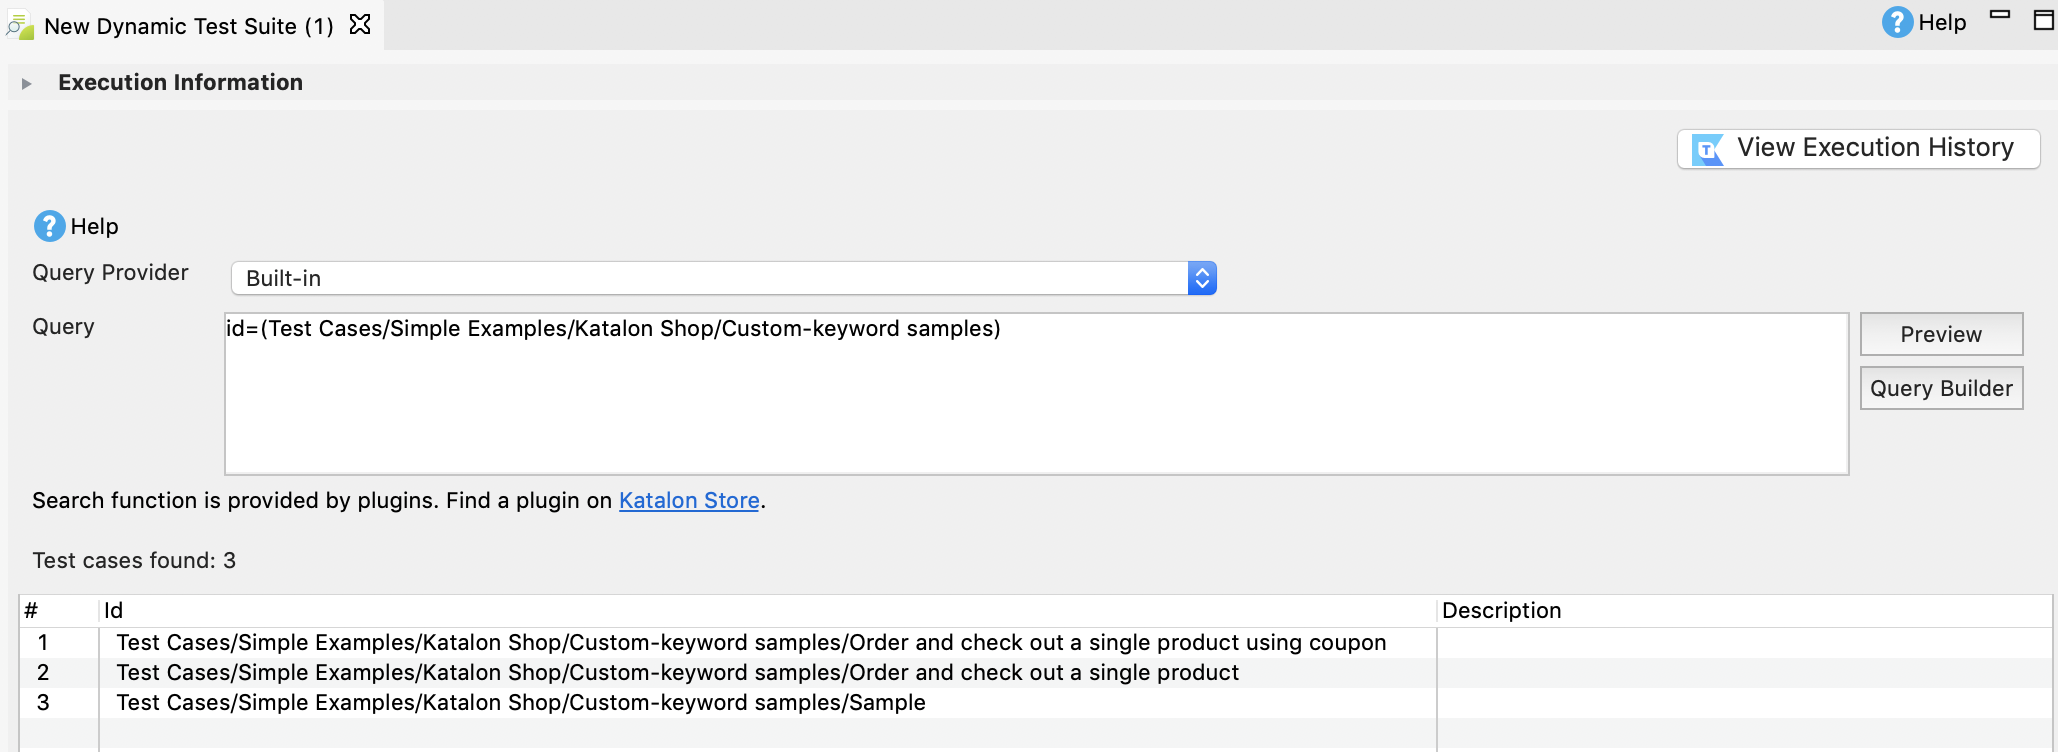 New Dynamic Test Suite (1)
Help
Execution Information
View Execution History
Help
Query Provider
Built-in
Query
id=(Test Cases/Simple Examples/Katalon Shop/Custom-keyword samples)
Preview
Query Builder
Search function is provided by plugins. Find a plugin on Katalon Store.
Test cases found: 3
# Id Description
1 Test Cases/Simple Examples/Katalon Shop/Custom-keyword samples/Order and check out a single product using coupon
2 Test Cases/Simple Examples/Katalon Shop/Custom-keyword samples/Order and check out a single product
3 Test Cases/Simple Examples/Katalon Shop/Custom-keyword samples/Sample